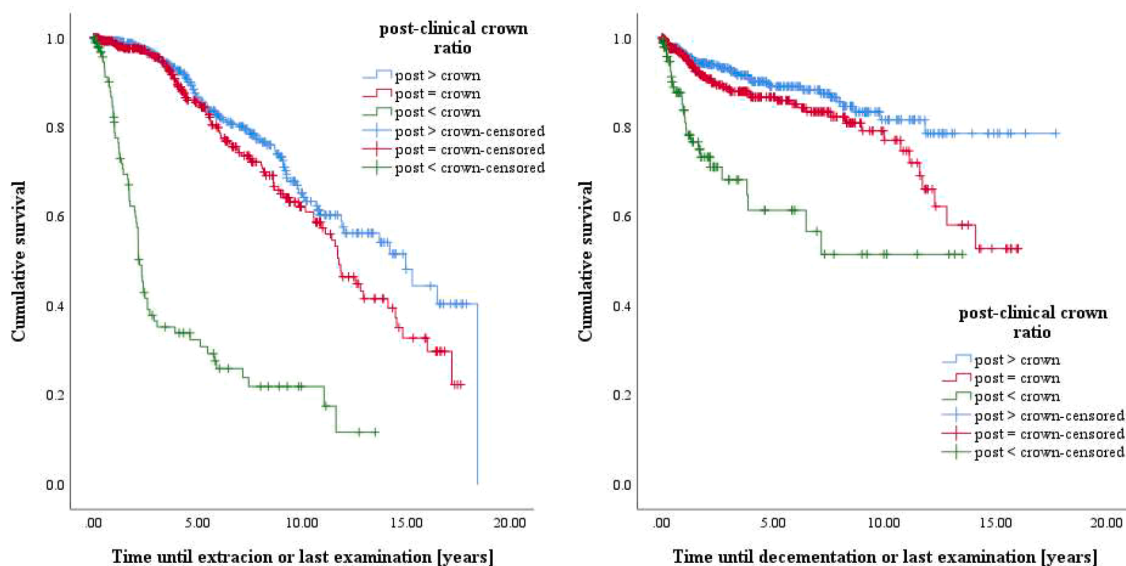 post-clinical crown
ratio
post > crown
post = crown
post < crown
post > crown-censored
post = crown-censored
post < crown-censored
Cumulative survival
1.0
0.8
0.6
0.4
0.2
0.0
.00 5.00 10.00 15.00 20.00
Time until extracion or last examination [years]
Cumulative survival
1.0
0.8
0.6
0.4
0.2
0.0
post-clinical crown
ratio
post > crown
post = crown
post < crown
post > crown-censored
post = crown-censored
post < crown-censored
.00 5.00 10.00 15.00 20.00
Time until decementation or last examination [years]